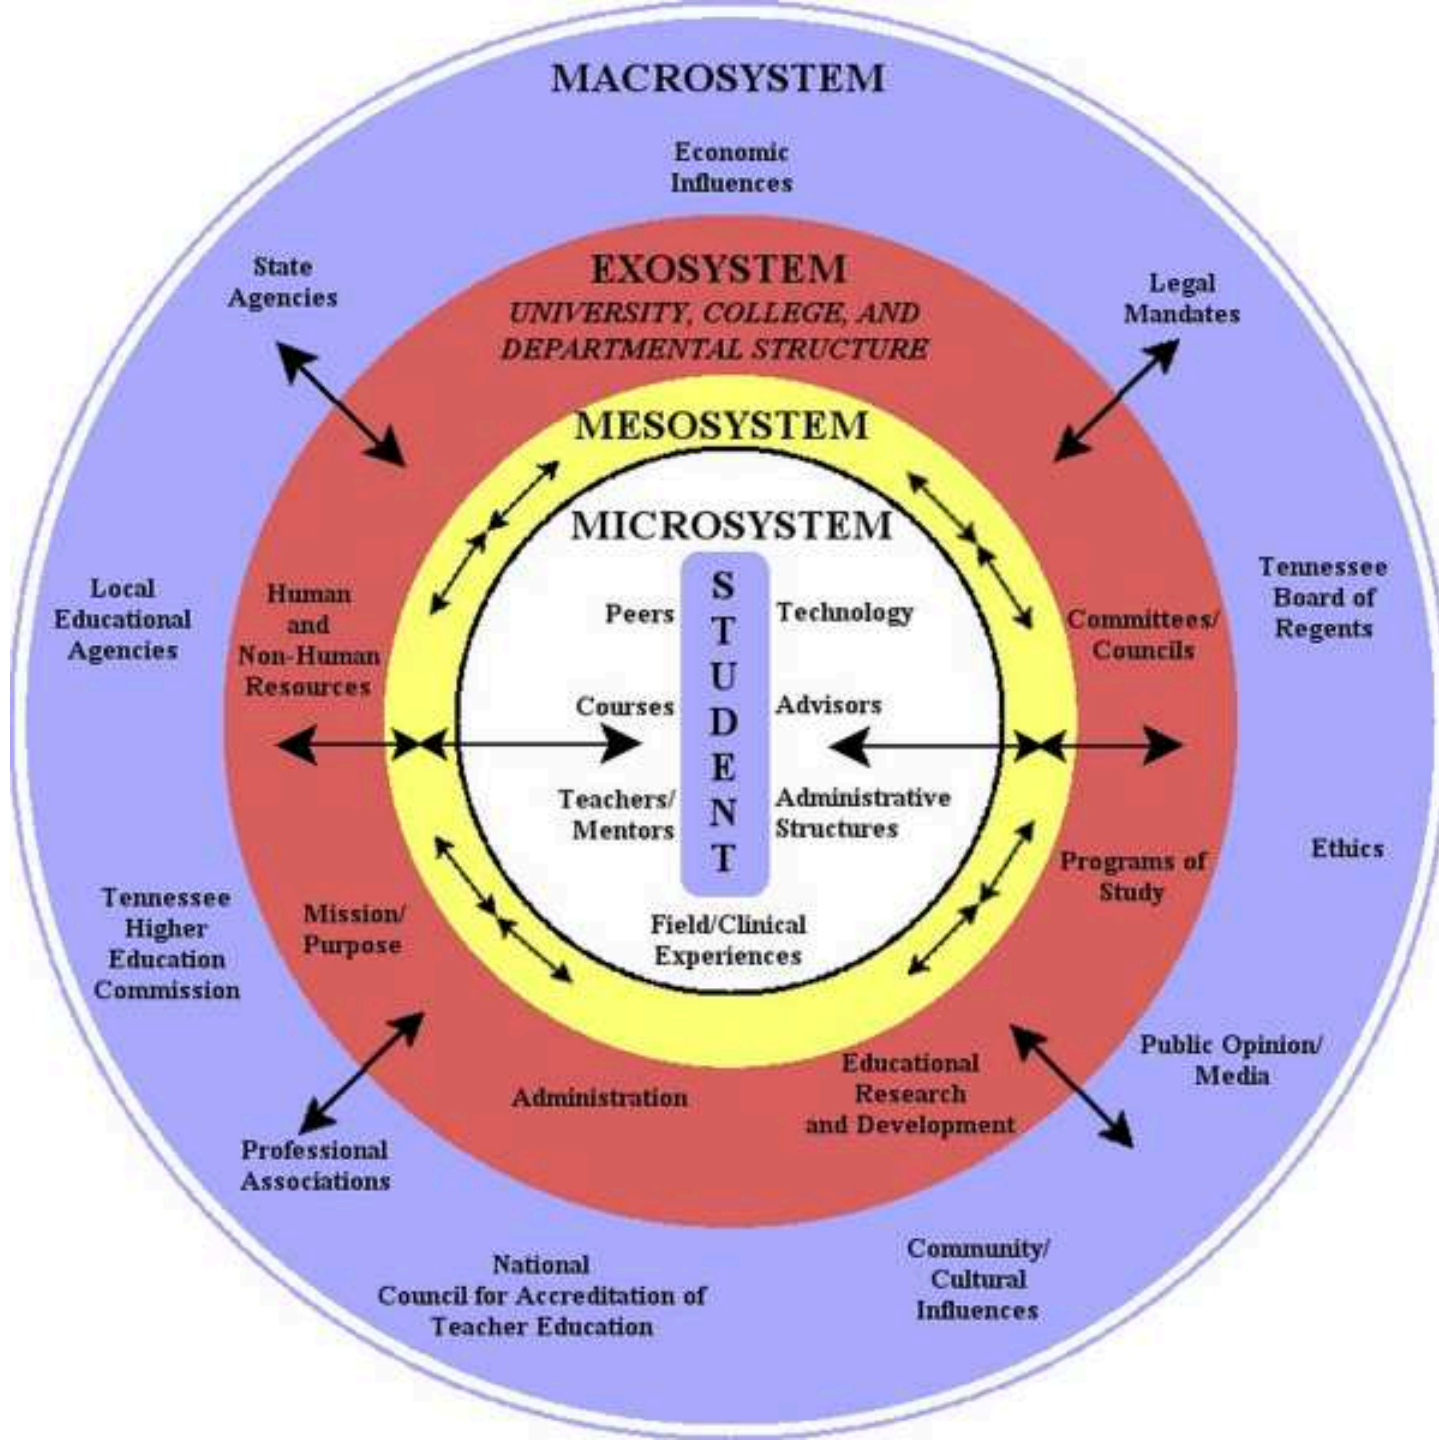 MACROSYSTEM
Economic
Influences
State
Agencies
Legal
Mandates
EXOSYSTEM
UNIVERSITY, COLLEGE, AND
DEPARTMENTAL STRUCTURE
MESOSYSTEM
MICROSYSTEM
STUDENT
Peers
Technology
Courses
Advisors
Teachers/
Mentors
Administrative
Structures
Field/Clinical
Experiences
Local
Educational
Agencies
Human
and
Non-Human
Resources
Committees/
Councils
Tennessee
Board of
Regents
Ethics
Programs of
Study
Tennessee
Higher
Education
Commission
Mission/
Purpose
Administration
Educational
Research
and Development
Public Opinion/
Media
Professional
Associations
National
Council for Accreditation of
Teacher Education
Community/
Cultural
Influences